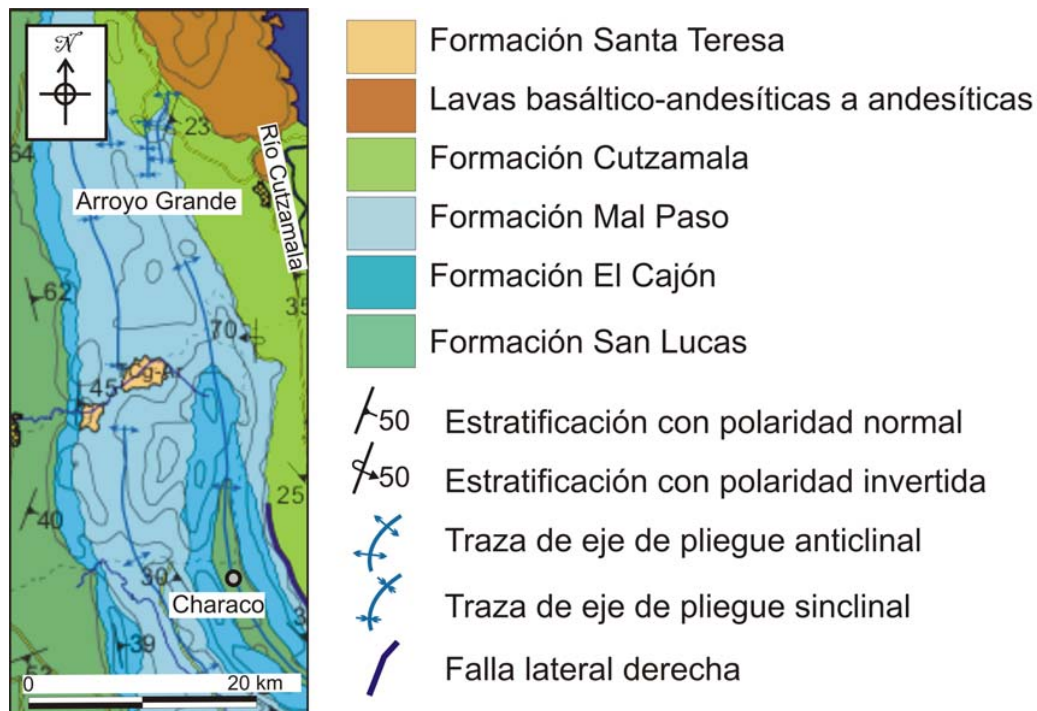 N
23
64
Río Cutzamala
Arroyo Grande
62
35
70
45
25
40
30
Characo
39
0
20 km
Formación Santa Teresa
Lavas basáltico-andesíticas a andesíticas
Formación Cutzamala
Formación Mal Paso
Formación El Cajón
Formación San Lucas
50
Estratificación con polaridad normal
50
Estratificación con polaridad invertida
Traza de eje de pliegue anticlinal
Traza de eje de pliegue sinclinal
Falla lateral derecha